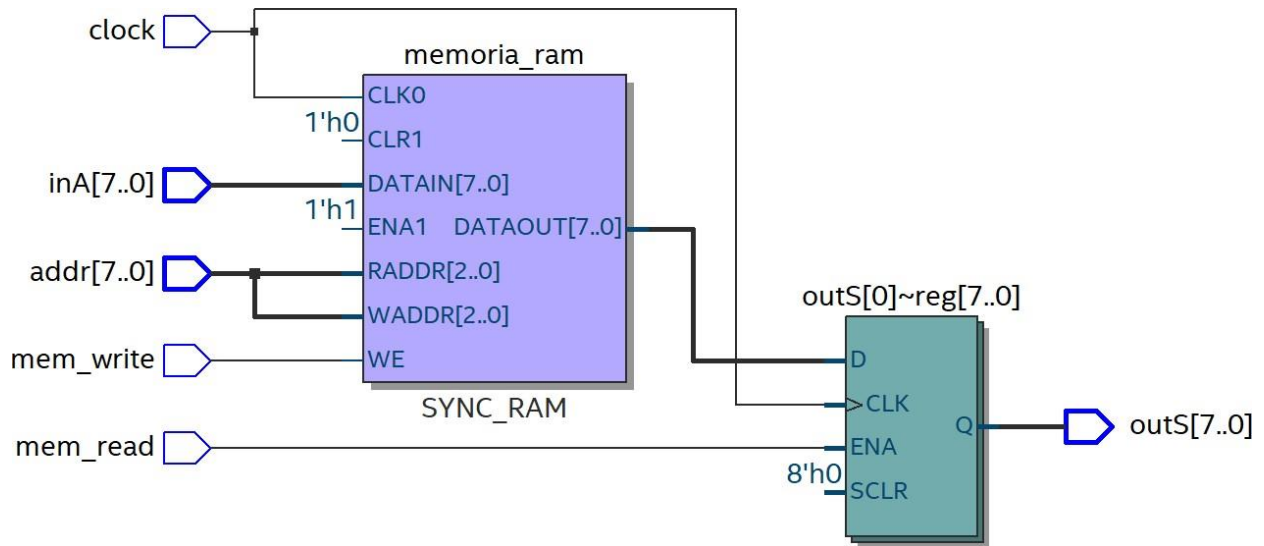 clock
memoria_ram
CLK0
1'h0
CLR1
inA[7..0]
DATAIN[7..0]
1'h1
ENA1 DATAOUT[7..0]
addr[7..0]
RADDR[2..0]
outS[0]~reg[7..0]
WADDR[2..0]
mem_write
WE
D
SYNC_RAM
CLK
mem_read
ENA
Q
outS[7..0]
8'h0
SCLR